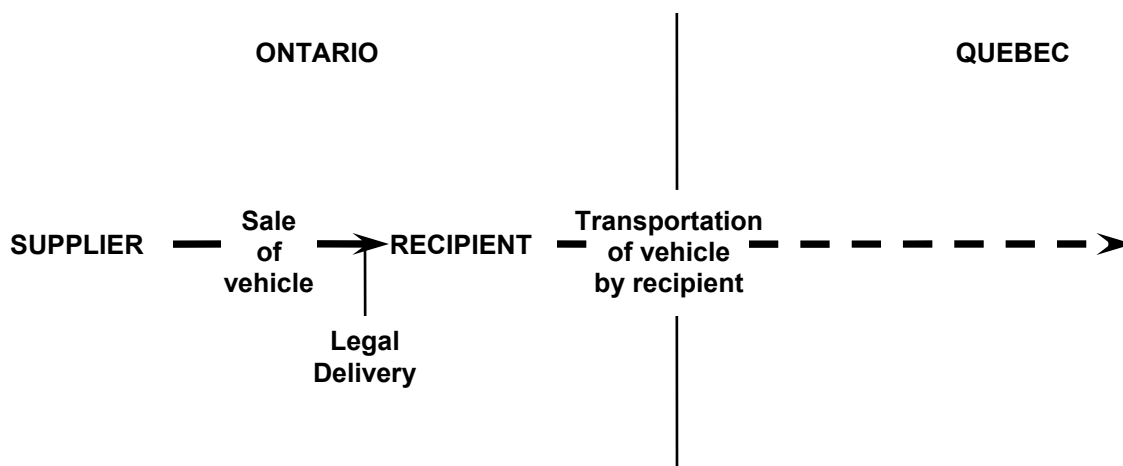 ONTARIO
QUEBEC
SUPPLIER
Sale
of
vehicle
RECIPIENT
Transportation
of vehicle
by recipient
Legal
Delivery